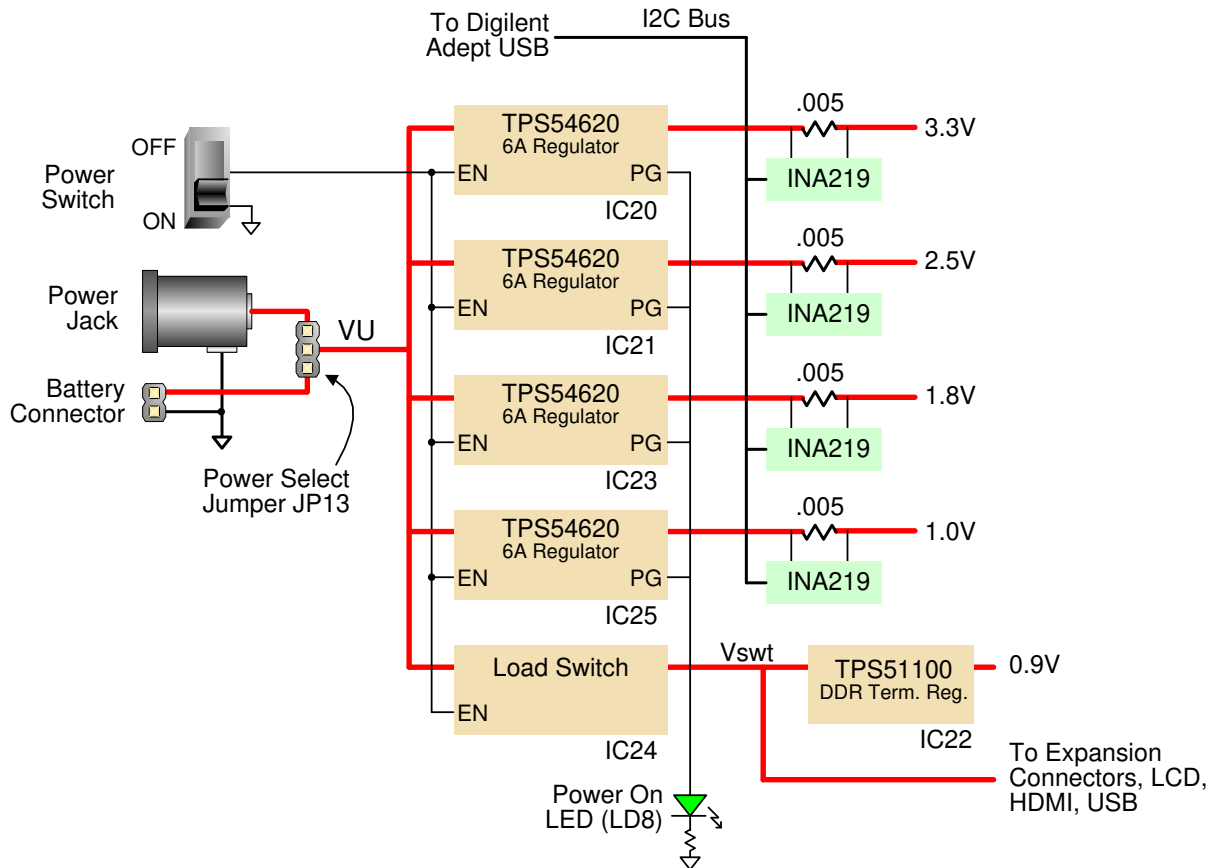 To Digilent
Adept USB
I2C Bus
OFF
Power
Switch
ON
Power
Jack
VU
Battery
Connector
Power Select
Jumper JP13
TPS54620
6A Regulator
EN
PG
IC20
.005
3.3V
INA219
TPS54620
6A Regulator
EN
PG
IC21
.005
2.5V
INA219
TPS54620
6A Regulator
EN
PG
IC23
.005
1.8V
INA219
TPS54620
6A Regulator
EN
PG
IC25
.005
1.0V
INA219
Load Switch
EN
IC24
Vswt
TPS51100
DDR Term. Reg.
IC22
0.9V
To Expansion
Connectors, LCD,
HDMI, USB
Power On
LED (LD8)